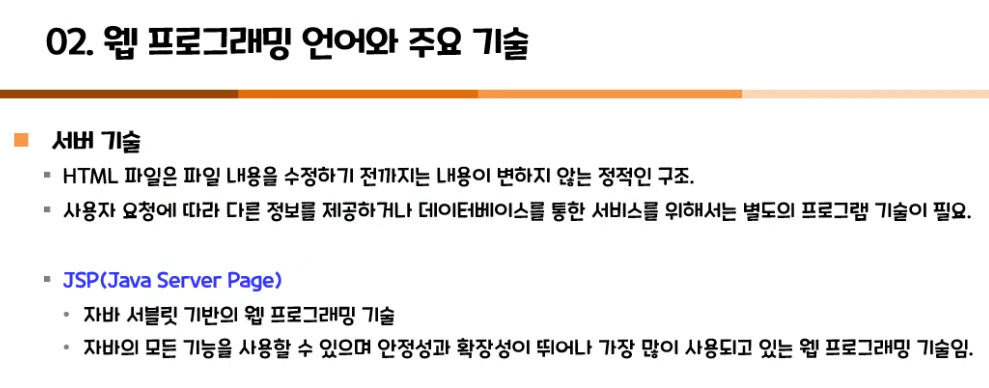 02. 웹 프로그래밍 언어와 주요 기술
서버 기술
HTML 파일은 파일 내용을 수정하기 전까지는 내용이 변하지 않는 정적인 구조.
사용자 요청에 따라 다른 정보를 제공하거나 데이터베이스를 통한 서비스를 위해서는 별도의 프로그램 기술이 필요.
JSP(Java Server Page)
자바 서블릿 기반의 웹 프로그래밍 기술
자바의 모든 기능을 사용할 수 있으며 안정성과 확장성이 뛰어나 가장 많이 사용되고 있는 웹 프로그래밍 기술임.